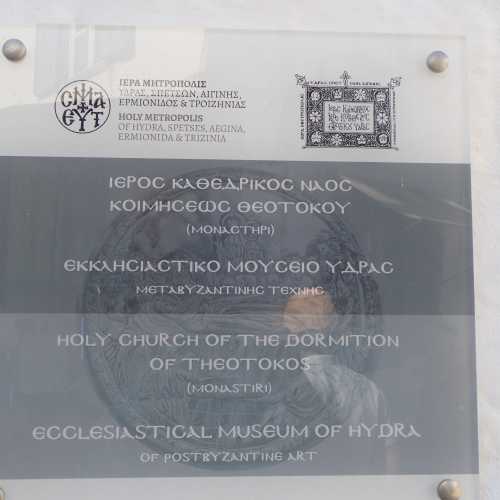 ΙΕΡΑ ΜΗΤΡΟΠΟΛΙΣ
ΥΔΡΑΣ, ΣΠΕΤΣΩΝ, ΑΙΓΙΝΗΣ,
ΕΡΜΙΟΝΙΔΟΣ & ΤΡΟΙΖΗΝΙΑΣ
HOLY METROPOLIS
OF HYDRA, SPETSES, AEGINA,
ERMIONIDA & TRIZINIA
ΙΕΡΟΣ ΚΑΘΕΔΡΙΚΟΣ ΝΑΟΣ
ΚΟΙΜΗΣΕΩΣ ΘΕΟΤΟΚΟΥ
(ΜΟΝΑΣΤΗΡΙ)
ΕΚΚΛΗΣΙΑΣΤΙΚΟ ΜΟΥΣΕΙΟ ΥΔΡΑΣ
ΜΕΤΑΒΥΖΑΝΤΙΝΗΣ ΤΕΧΝΗΣ
HOLY CHURCH OF THE DORMITION
OF THEOTOKOS
(MONASTIRI)
ECCLESIASTICAL MUSEUM OF HYDRA
OF POSTBYZANTINE ART